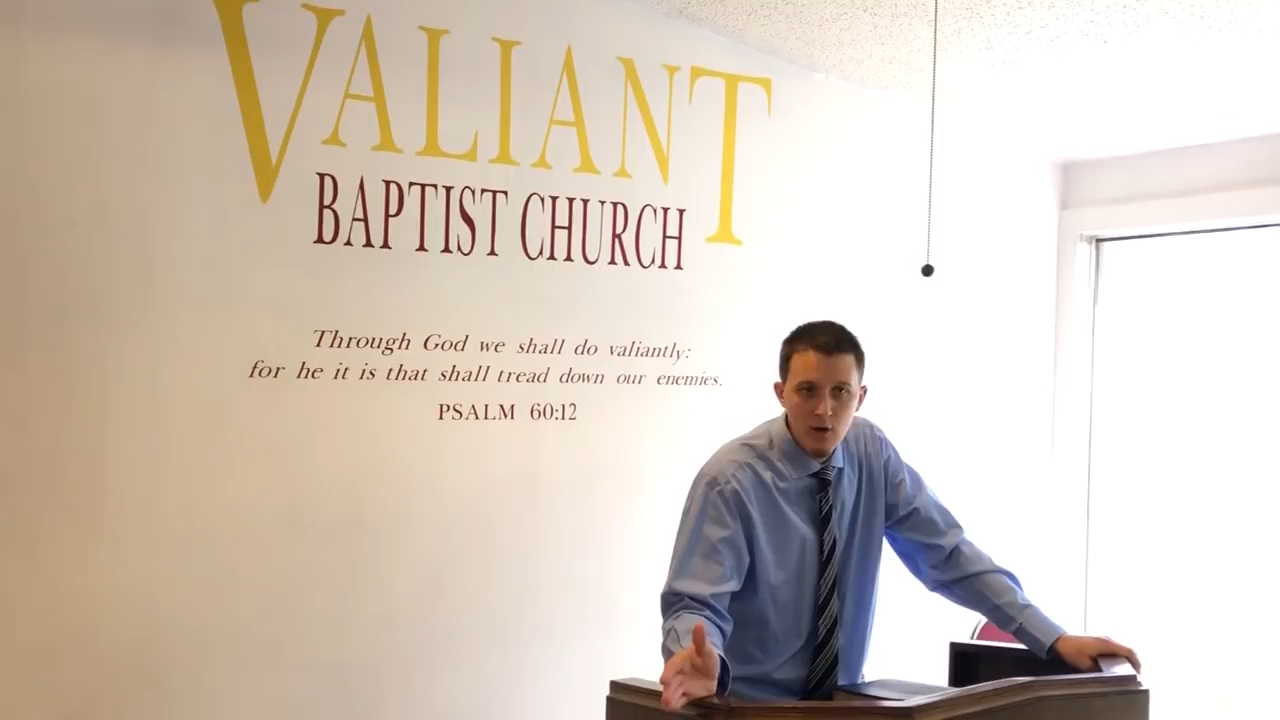 VALIANT
BAPTIST CHURCH
Through God we shall do valiantly:
for he it is that shall tread down our enemies.
PSALM 60:12